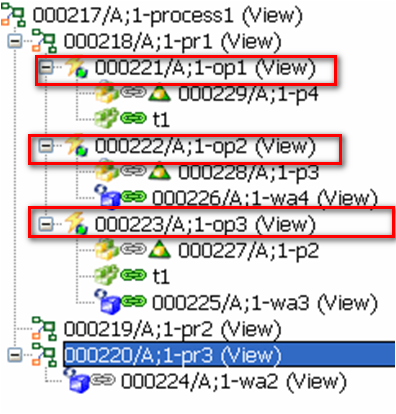 000217/A;1-process1 (View)
000218/A;1-pr1 (View)
000221/A;1-op1 (View)
000229/A;1-p4
t1
000222/A;1-op2 (View)
000228/A;1-p3
000226/A;1-wa4 (View)
000223/A;1-op3 (View)
000227/A;1-p2
t1
000225/A;1-wa3 (View)
000219/A;1-pr2 (View)
000220/A;1-pr3 (View)
000224/A;1-wa2 (View)